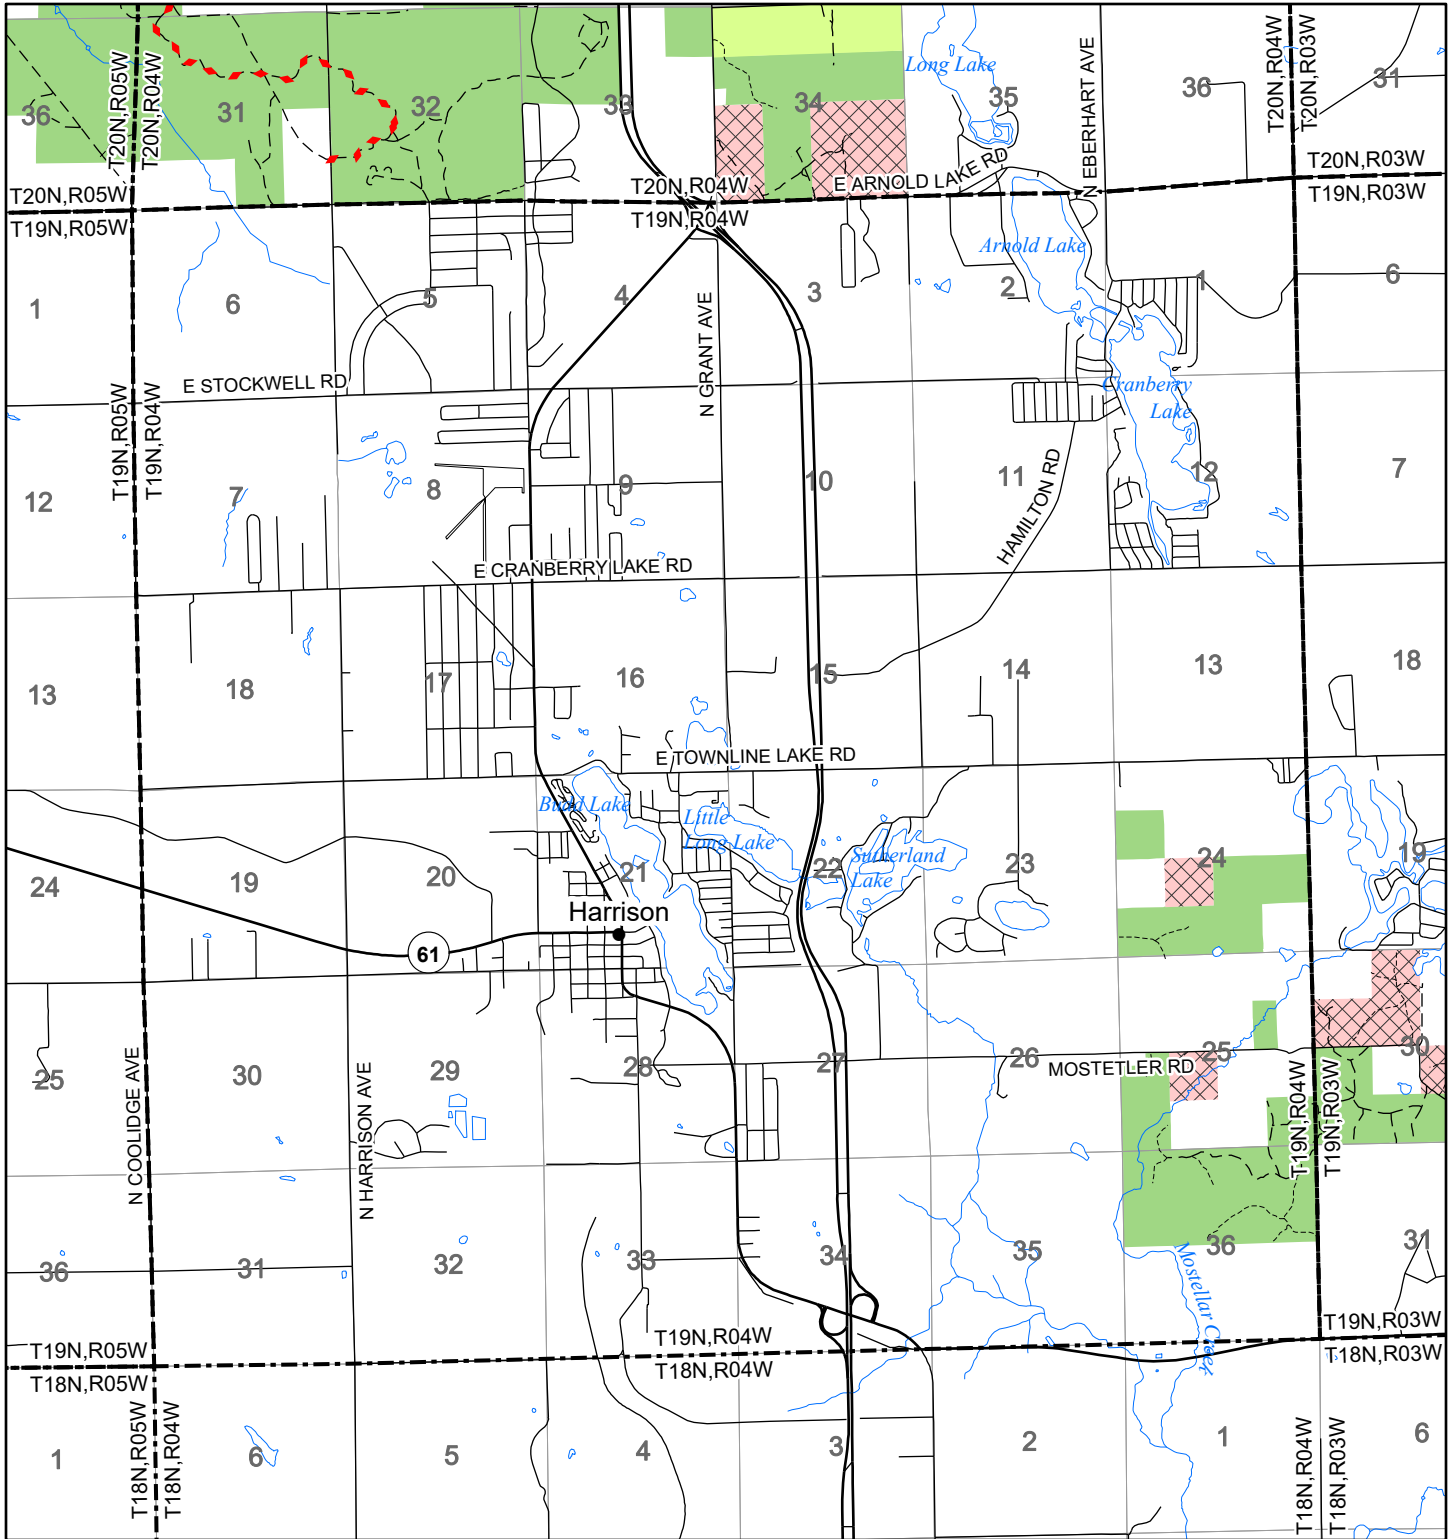 Long Lake
N EBERHART AVE
T20N,R05W
T20N,R04W
T20N,R04W
T20N,R03W
36
31
32
33
34
35
36
31
T20N,R05W
T19N,R05W
T20N,R04W
T19N,R04W
E ARNOLD LAKE RD
T20N,R03W
T19N,R03W
Arnold Lake
1
6
5
4
3
2
1
6
N GRANT AVE
E STOCKWELL RD
Cranberry
Lake
T19N,R05W
T19N,R04W
12
7
8
9
10
11
12
7
HAMILTON RD
E CRANBERRY LAKE RD
13
18
17
16
15
14
13
18
E TOWNLINE LAKE RD
Budd Lake
Little
Long Lake
Sutherland
Lake
24
19
20
21
22
23
24
19
Harrison
61
25
30
29
28
27
26
25
30
MOSTETLER RD
N COOLIDGE AVE
N HARRISON AVE
T19N,R04W
T19N,R03W
36
31
32
33
34
35
36
31
Mostellar Creek
T19N,R05W
T18N,R05W
T19N,R04W
T18N,R04W
T19N,R03W
T18N,R03W
T18N,R05W
T18N,R04W
1
6
5
4
3
2
1
6
T18N,R04W
T18N,R03W